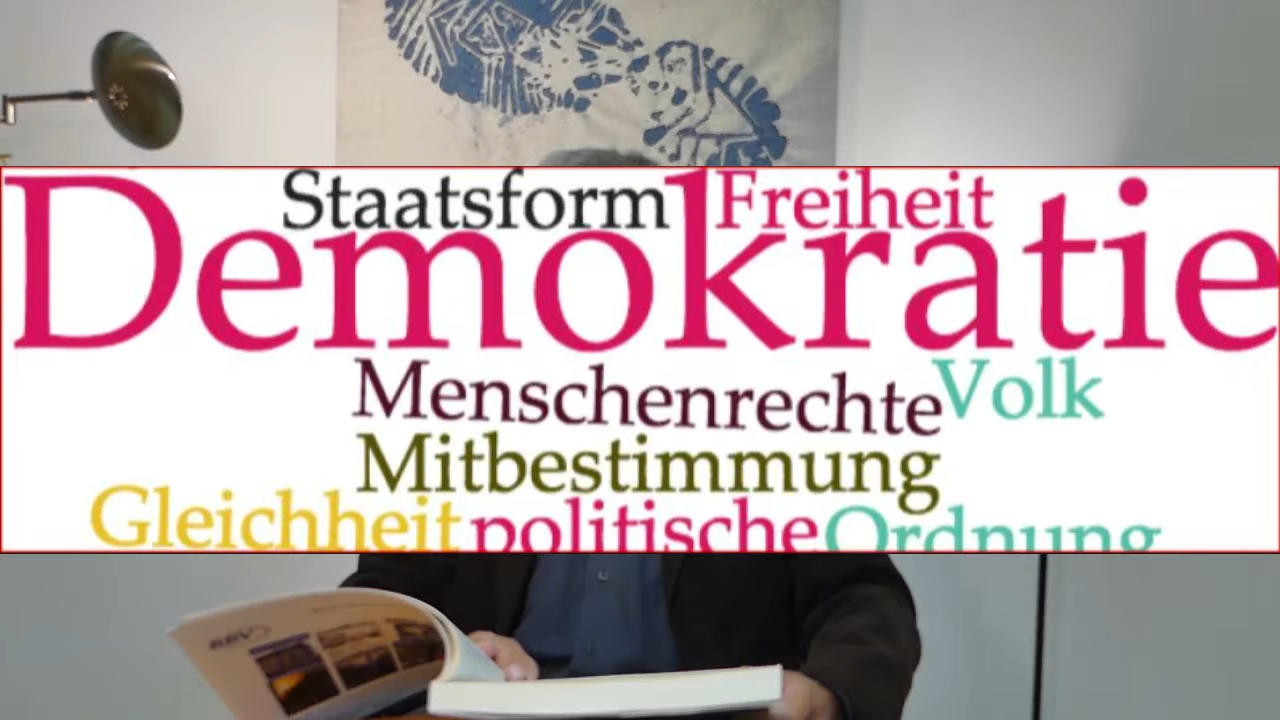 Staatsform Freiheit
Demokratie
Menschenrechte Volk
Mitbestimmung
Gleichheit politische Ordnung